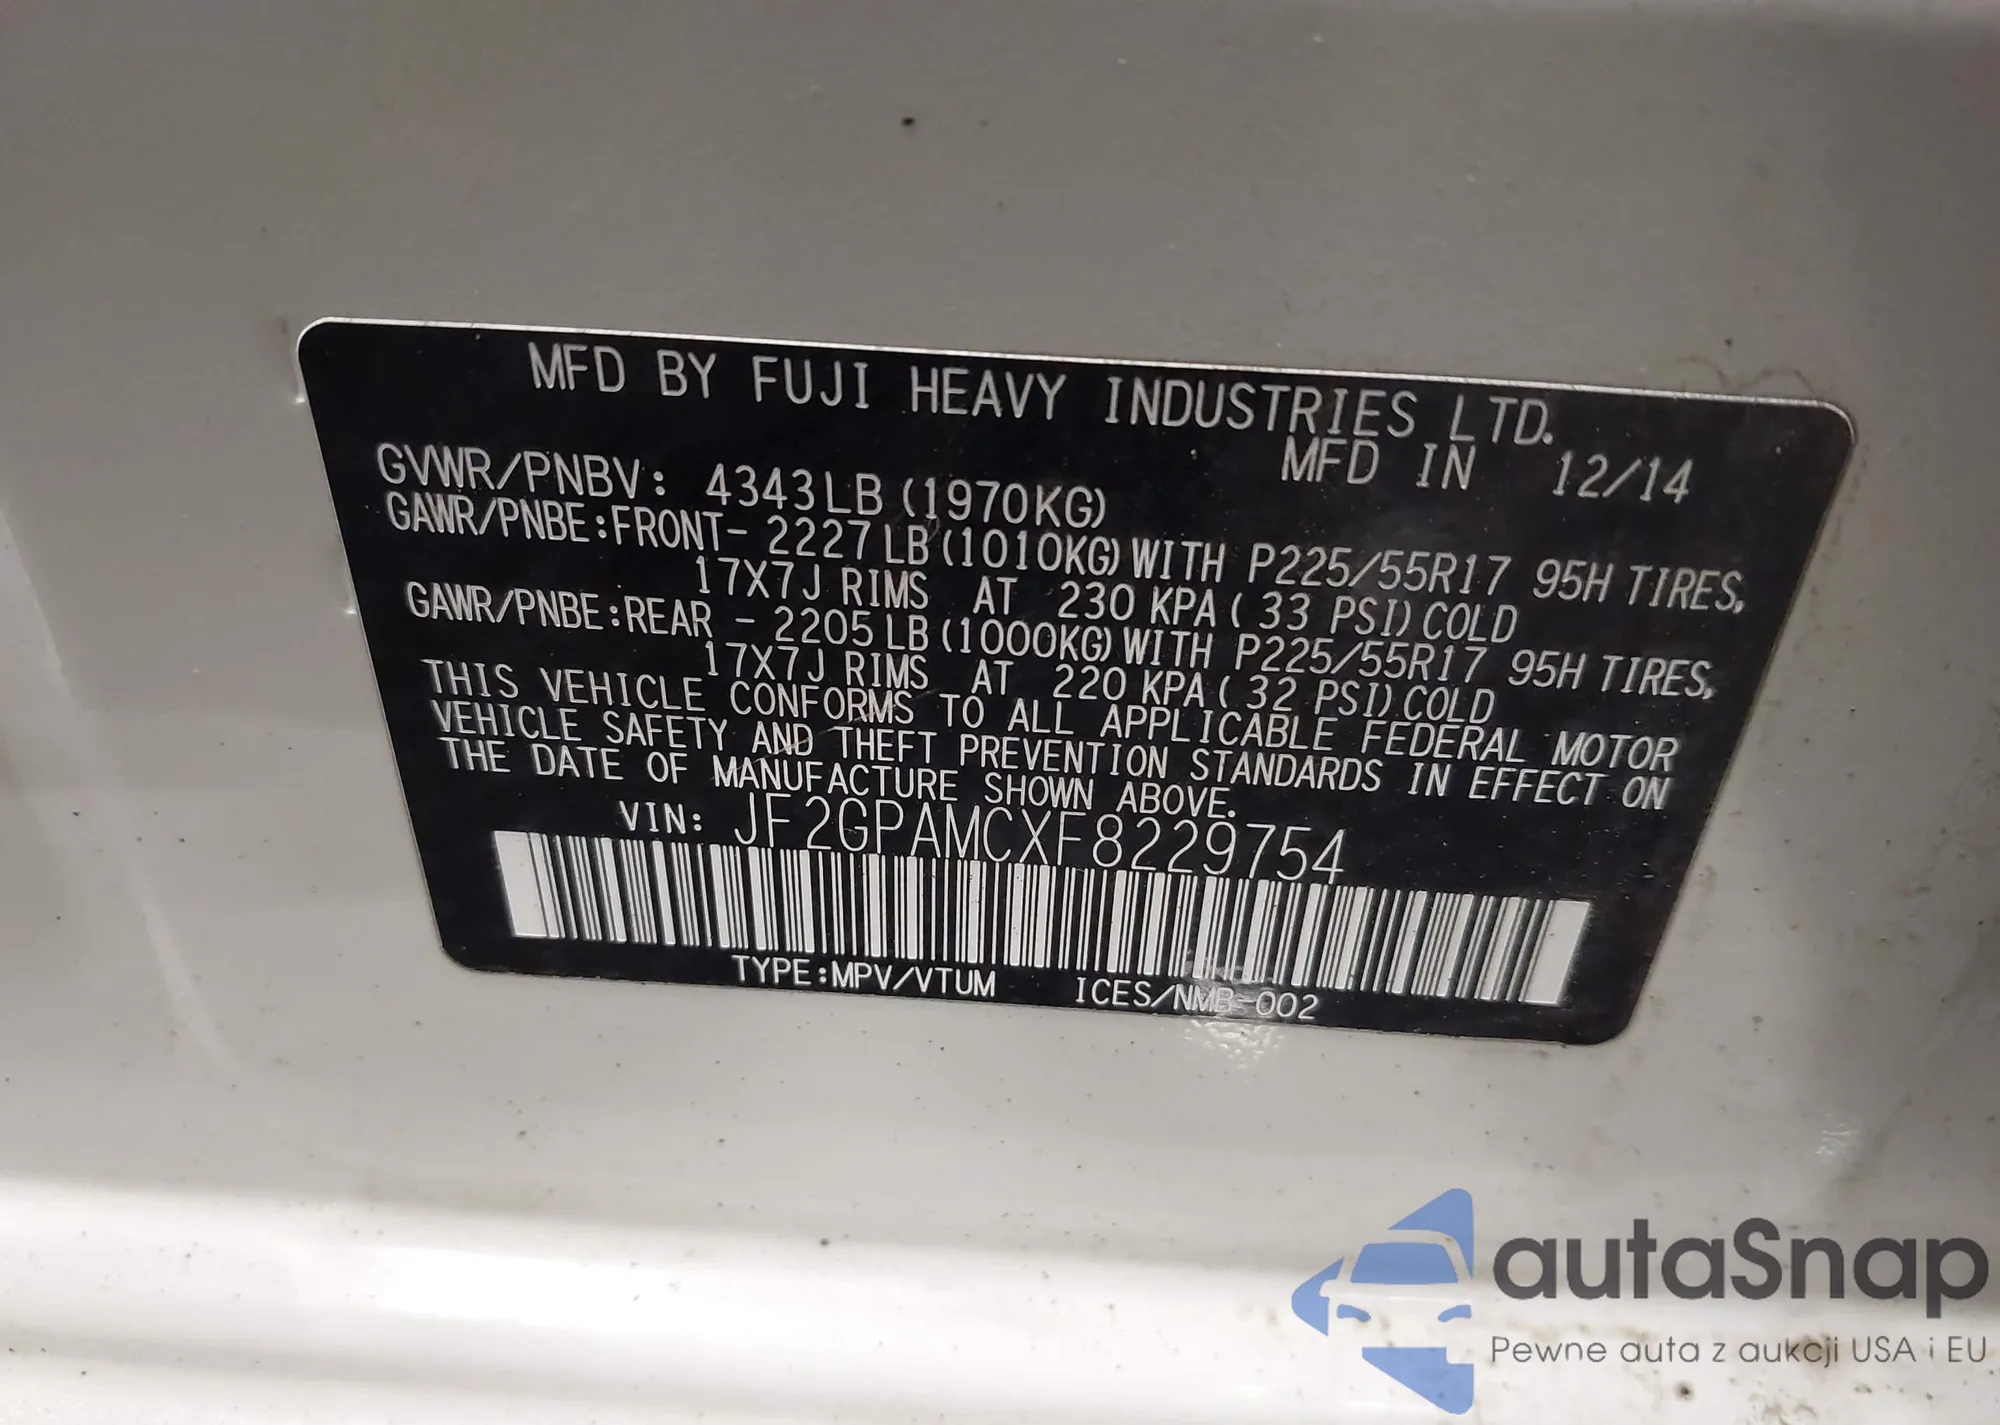 MFD BY FUJI HEAVY INDUSTRIES LTD.
MFD IN 12/14
GVWR/PNBV: 4343LB (1970KG)
GAWR/PNBE:FRONT- 2227LB(1010KG)WITH P225/55R17 95H TIRES,
17X7J RIMS AT 230 KPA( 33 PSI)COLD
GAWR/PNBE:REAR - 2205LB(1000KG)WITH P225/55R17 95H TIRES,
17X7J RIMS AT 220 KPA( 32 PSI)COLD
THIS VEHICLE CONFORMS TO ALL APPLICABLE FEDERAL MOTOR
VEHICLE SAFETY AND THEFT PREVENTION STANDARDS IN EFFECT ON
THE DATE OF MANUFACTURE SHOWN ABOVE.
VIN: JF2GPAMCXF8229754
TYPE:MPV/VTUM ICES/NMB-002
autaSnap
Pewne auta z aukcji USA i EU